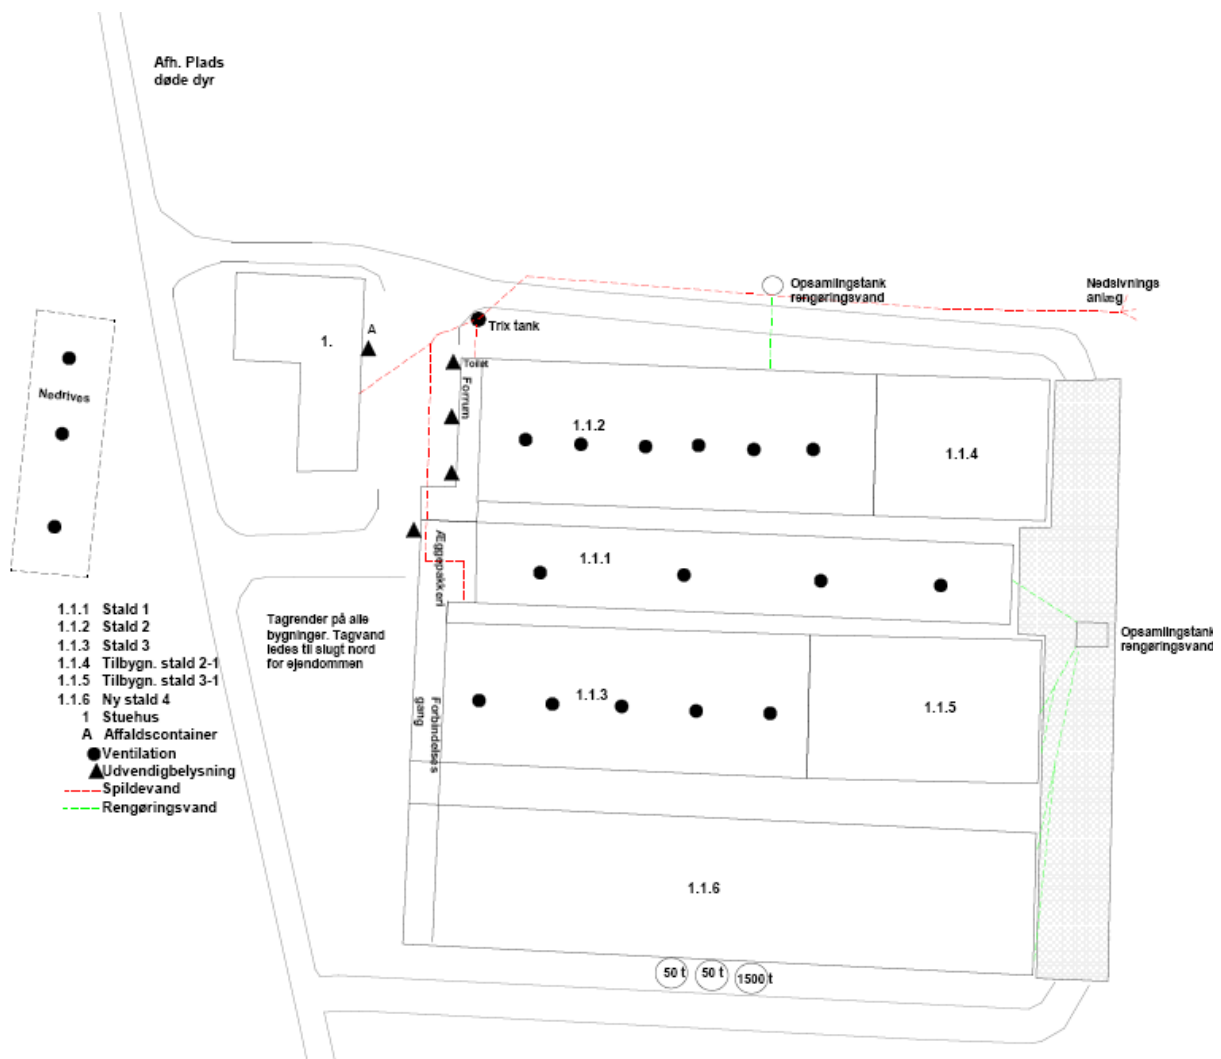 Afh. Plads
døde dyr
Opsamlingstank
rengøringsvand
Nedsivnings
anlæg
Trix tank
A
1.
Toilet
Forrum
Nedrives
1.1.2
1.1.4
Æggepakkeri
1.1.1
Tagrender på alle
bygninger. Tagvand
ledes til slugt nord
for ejendommen
Opsamlingstank
rengøringsvand
1.1.1 Stald 1
1.1.2 Stald 2
1.1.3 Stald 3
1.1.4 Tilbygn. stald 2-1
1.1.5 Tilbygn. stald 3-1
1.1.6 Ny stald 4
1 Stuehus
A Affaldscontainer
Ventilation
Udvendigbelysning
Spildevand
Rengøringsvand
Forbindelses
gang
1.1.3
1.1.5
1.1.6
50 t
50 t
1500 t